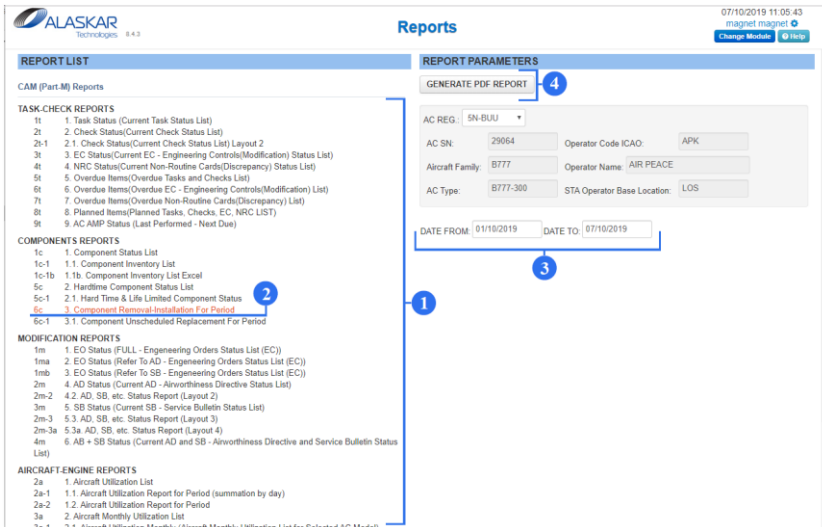 ALASKAR
Technologies 8.4.3
Reports
07/10/2019 11:05:43
magnet magnet
Change Module Help
REPORT LIST
CAM (Part-M) Reports
TASK-CHECK REPORTS
1t 1. Task Status (Current Task Status List)
2t 2. Check Status(Current Check Status List)
2t-1 2.1. Check Status(Current Check Status List) Layout 2
3t 3. EC Status(Current EC - Engineering Controls(Modification) Status List)
4t 4. NRC Status(Current Non-Routine Cards(Discrepancy) Status List)
5t 5. Overdue Items(Overdue Tasks and Checks List)
6t 6. Overdue Items(Overdue EC - Engineering Controls(Modification) List)
7t 7. Overdue Items(Overdue Non-Routine Cards(Discrepancy) List)
8t 8. Planned Items(Planned Tasks, Checks, EC, NRC LIST)
9t 9. AC AMP Status (Last Performed - Next Due)
COMPONENTS REPORTS
1c 1. Component Status List
1c-1 1.1. Component Inventory List
1c-1b 1.1b. Component Inventory List Excel
5c 2. Hardtime Component Status List
5c-1 2.1. Hard Time & Life Limited Component Status
6c 3. Component Removal-Installation For Period
6c-1 3.1. Component Unscheduled Replacement For Period
2
1
MODIFICATION REPORTS
1m 1. EO Status (FULL - Engeneering Orders Status List (EC))
1ma 2. EO Status (Refer To AD - Engeneering Orders Status List (EC))
1mb 3. EO Status (Refer To SB - Engeneering Orders Status List (EC))
2m 4. AD Status (Current AD - Airworthiness Directive Status List)
2m-2 4.2. AD, SB, etc. Status Report (Layout 2)
3m 5. SB Status (Current SB - Service Bulletin Status List)
2m-3 5.3. AD, SB, etc. Status Report (Layout 3)
2m-3a 5.3a. AD, SB, etc. Status Report (Layout 4)
4m 6. AB + SB Status (Current AD and SB - Airworthiness Directive and Service Bulletin Status
List)
AIRCRAFT-ENGINE REPORTS
2a 1. Aircraft Utilization List
2a-1 1.1. Aircraft Utilization Report for Period (summation by day)
2a-2 1.2. Aircraft Utilization Report for Period
3a 2. Aircraft Monthly Utilization List
3a-1 2.1. Aircraft Utilization Monthly (Aircraft Monthly Utilization List for Selected AC Model)
REPORT PARAMETERS
GENERATE PDF REPORT
4
AC REG.: 5N-BUU
AC SN: 29064 Operator Code ICAO: APK
Aircraft Family: B777 Operator Name: AIR PEACE
AC Type: B777-300 STA Operator Base Location: LOS
DATE FROM: 01/10/2019 DATE TO: 07/10/2019
3